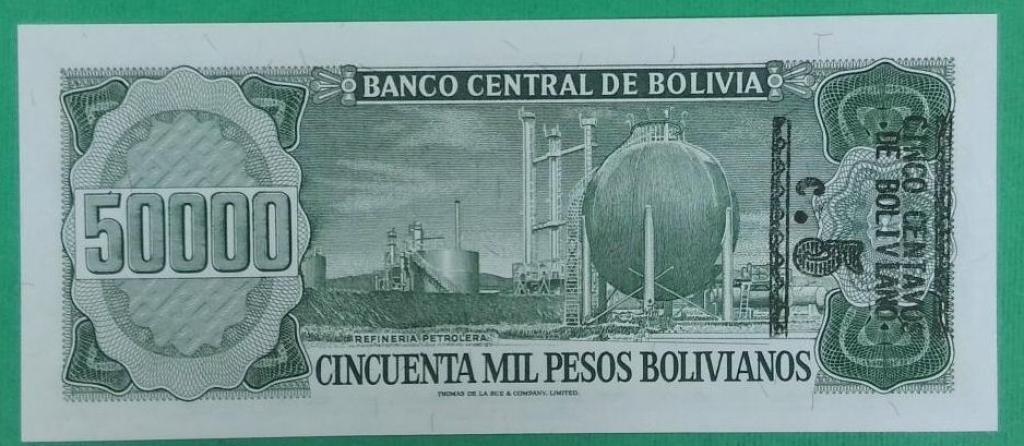 BANCO CENTRAL DE BOLIVIA
50000
REFINERIA PETROLERA
CINCUENTA MIL PESOS BOLIVIANOS
THOMAS DE LA RUE & COMPANY, LIMITED.
CINCO CENTAVOS
DE BOLIVIANO
c. 5